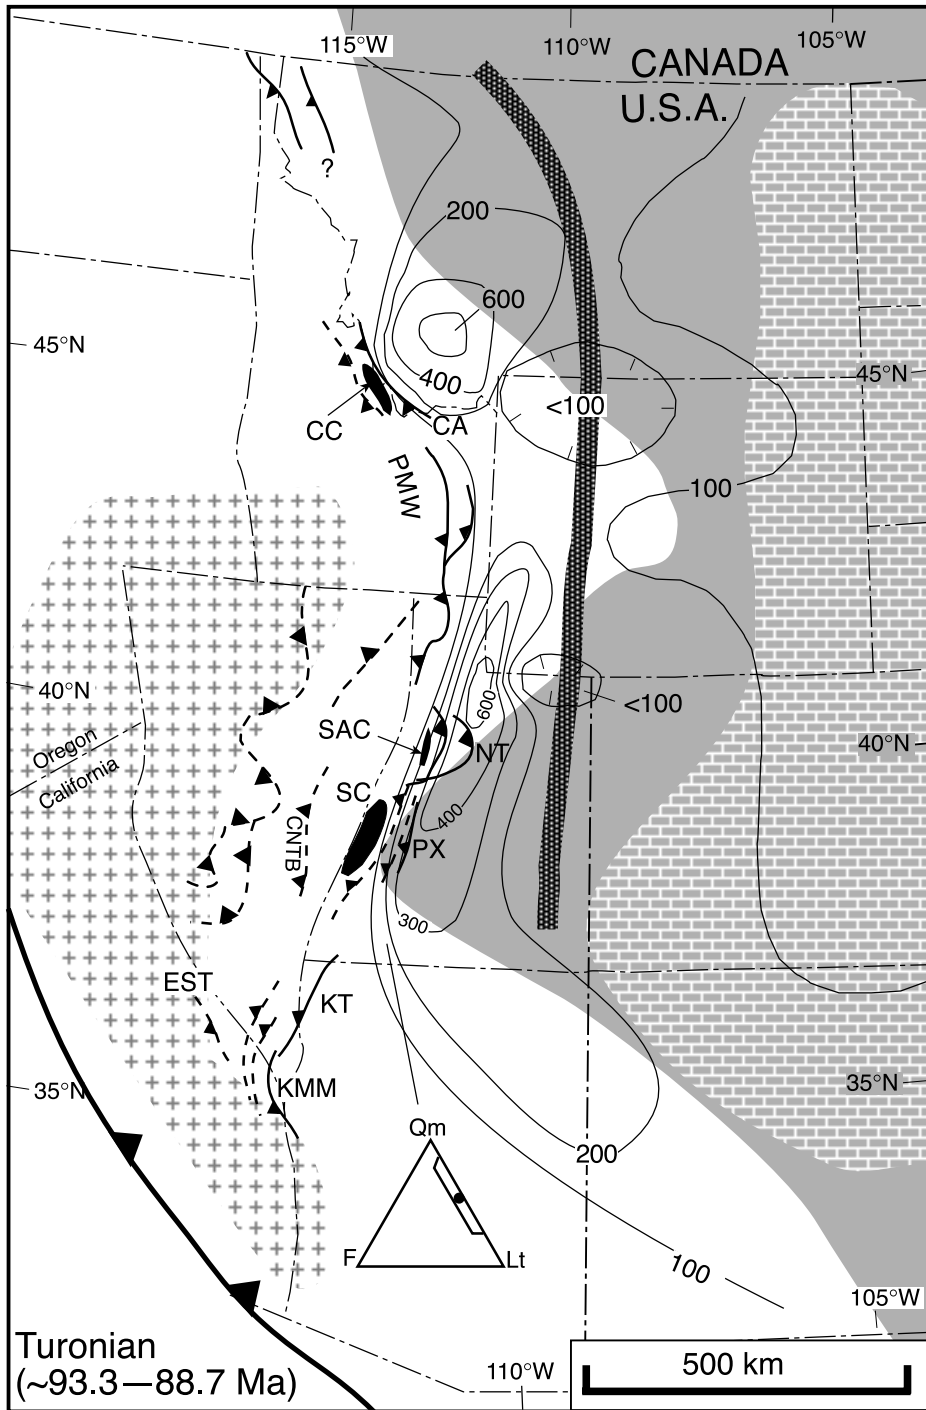 115°W
110°W
105°W
CANADA
U.S.A.
?
200
600
45°N
45°N
400
<100
CC
CA
PMW
100
40°N
600
<100
SAC
Oregon
NT
40°N
California
SC
400
CNTB
PX
300
EST
KT
35°N
KMM
35°N
Qm
200
F
Lt
100
105°W
Turonian
(~93.3—88.7 Ma)
110°W
500 km